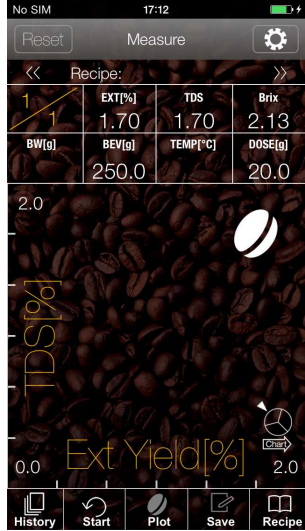 No SIM 17:12
Reset Measure
<< Recipe: >>
1/1 EXT[%] TDS Brix
1.70 1.70 2.13
BW[g] BEV[g] TEMP[°C] DOSE[g]
250.0 20.0
2.0
TDS[%]
Chart
0.0 Ext Yield[%] 2.0
History Start Plot Save Recipe